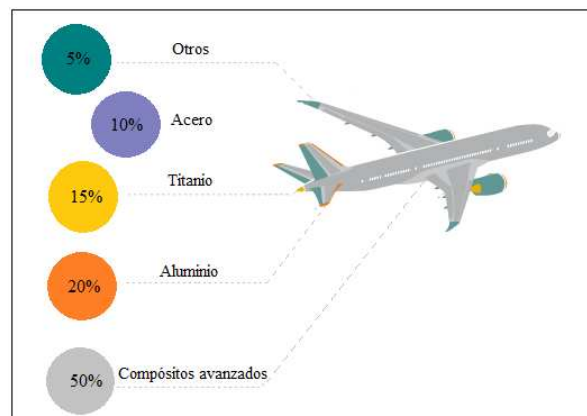 5% Otros
10% Acero
15% Titanio
20% Aluminio
50% Compósitos avanzados